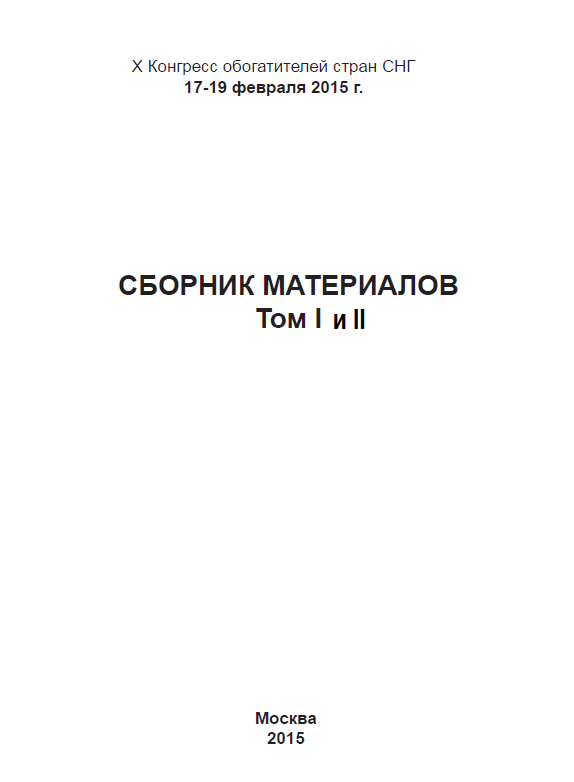 X Конгресс обогатителей стран СНГ
17-19 февраля 2015 г.
СБОРНИК МАТЕРИАЛОВ
Том I и II
Москва
2015